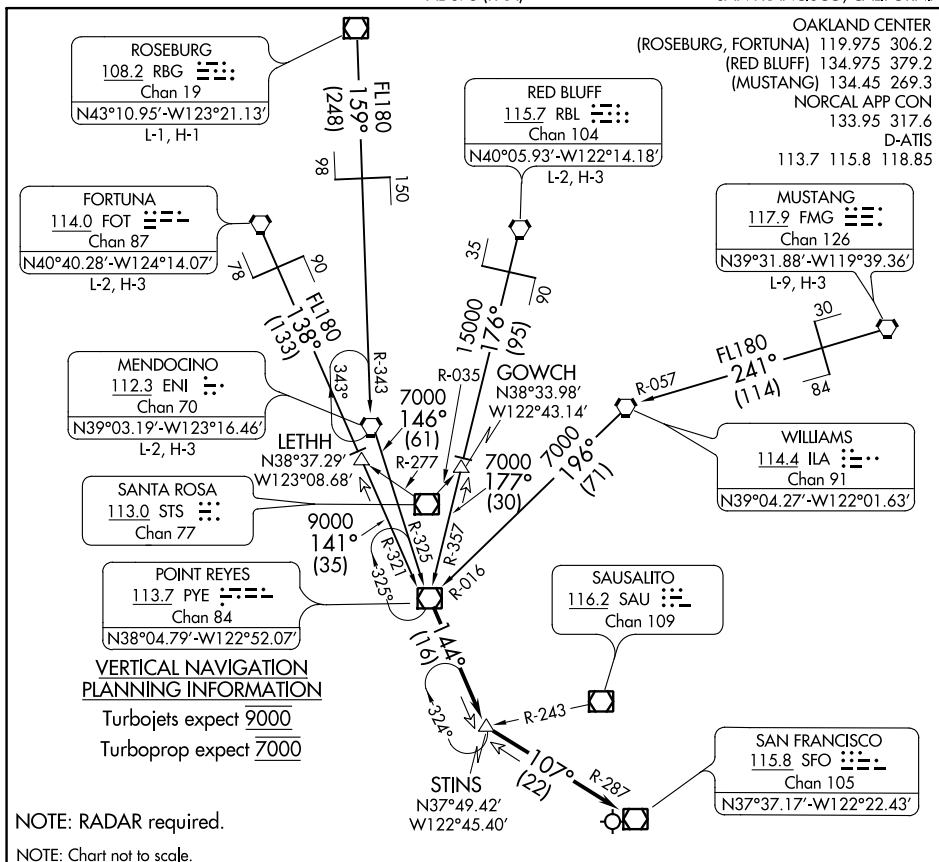 OAKLAND CENTER
(ROSEBURG, FORTUNA) 119.975 306.2
(RED BLUFF) 134.975 379.2
(MUSTANG) 134.45 269.3
NORCAL APP CON
133.95 317.6
D-ATIS
113.7 115.8 118.85
ROSEBURG
108.2 RBG
Chan 19
N43°10.95'-W123°21.13'
L-1, H-1
FL180
159°
(248)
98
150
RED BLUFF
115.7 RBL
Chan 104
N40°05.93'-W122°14.18'
L-2, H-3
FORTUNA
114.0 FOT
Chan 87
N40°40.28'-W124°14.07'
L-2, H-3
78
90
FL180
138°
(133)
35
90
15000
176°
(95)
MUSTANG
117.9 FMG
Chan 126
N39°31.88'-W119°39.36'
L-9, H-3
30
84
FL180
241°
(114)
R-057
MENDOCINO
112.3 ENI
Chan 70
N39°03.19'-W123°16.46'
L-2, H-3
343°
R-343
7000
146°
(61)
R-035
GOWCH
N38°33.98'
W122°43.14'
WILLIAMS
114.4 ILA
Chan 91
N39°04.27'-W122°01.63'
LETHH
N38°37.29'
W123°08.68'
R-277
7000
177°
(30)
7000
196°
(71)
SANTA ROSA
113.0 STS
Chan 77
9000
141°
(35)
R-321
R-325
R-357
R-016
325°
POINT REYES
113.7 PYE
Chan 84
N38°04.79'-W122°52.07'
SAUSALITO
116.2 SAU
Chan 109
144°
(16)
VERTICAL NAVIGATION
PLANNING INFORMATION
Turbojets expect 9000
Turboprop expect 7000
324°
R-243
STINS
N37°49.42'
W122°45.40'
107°
(22)
R-287
SAN FRANCISCO
115.8 SFO
Chan 105
N37°37.17'-W122°22.43'
NOTE: RADAR required.
NOTE: Chart not to scale.